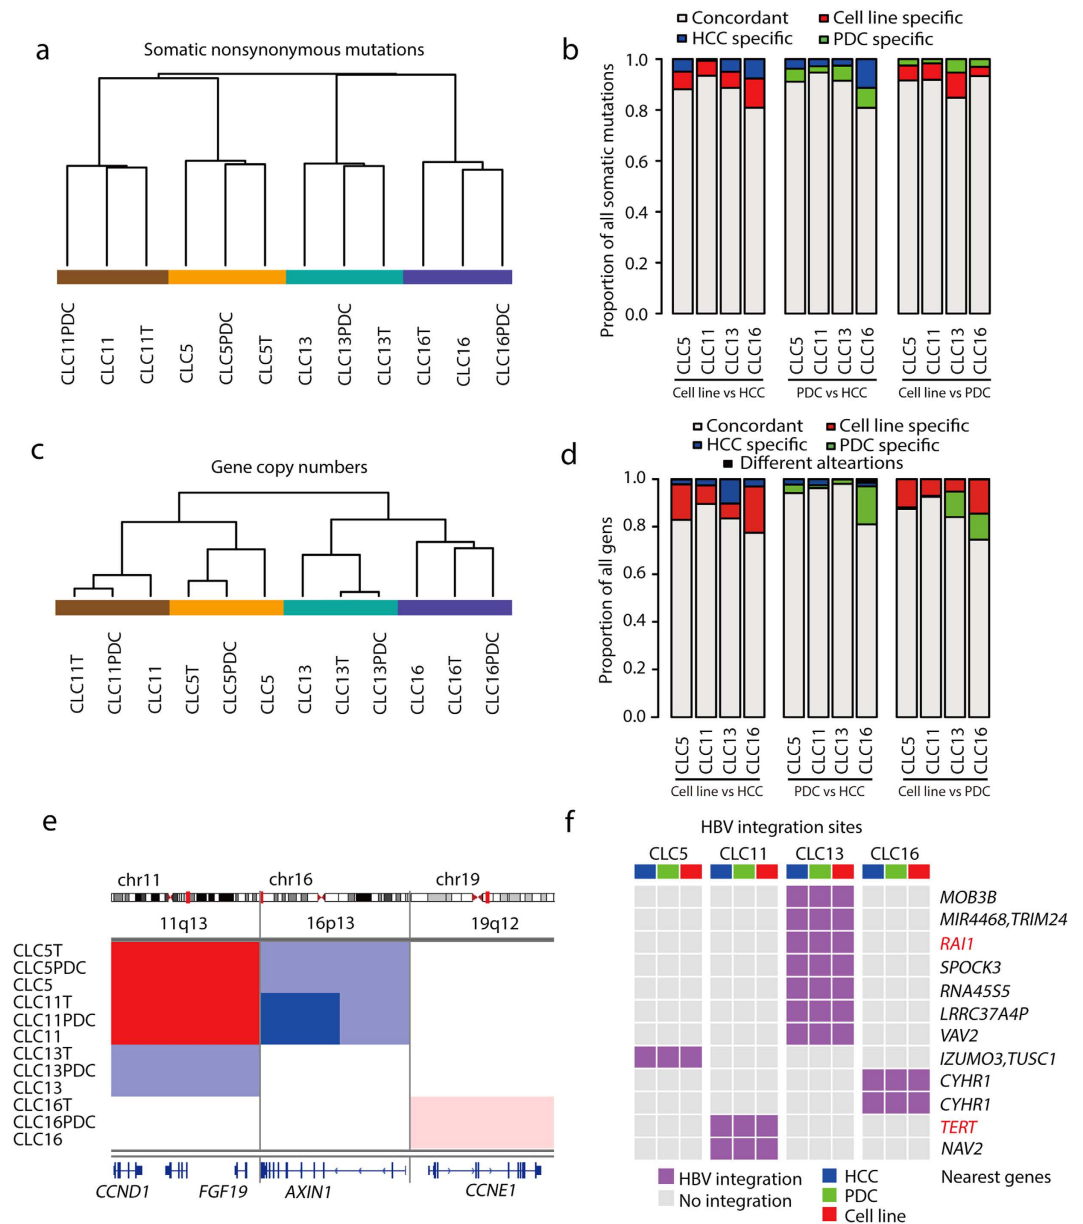 a
Somatic nonsynonymous mutations
CLC11PDC
CLC11
CLC11T
CLC5
CLC5PDC
CLC5T
CLC13
CLC13PDC
CLC13T
CLC16T
CLC16
CLC16PDC
b
Concordant
Cell line specific
HCC specific
PDC specific
Proportion of all somatic mutations
1.0
0.8
0.6
0.4
0.2
0.0
CLC5
CLC11
CLC13
CLC16
CLC5
CLC11
CLC13
CLC16
CLC5
CLC11
CLC13
CLC16
Cell line vs HCC
PDC vs HCC
Cell line vs PDC
c
Gene copy numbers
CLC11T
CLC11PDC
CLC11
CLC5T
CLC5PDC
CLC5
CLC13
CLC13T
CLC13PDC
CLC16
CLC16T
CLC16PDC
d
Concordant
Cell line specific
HCC specific
PDC specific
Different alteartions
Proportion of all gens
1.0
0.8
0.6
0.4
0.2
0.0
CLC5
CLC11
CLC13
CLC16
CLC5
CLC11
CLC13
CLC16
CLC5
CLC11
CLC13
CLC16
Cell line vs HCC
PDC vs HCC
Cell line vs PDC
e
chr11
chr16
chr19
11q13
16p13
19q12
CLC5T
CLC5PDC
CLC5
CLC11T
CLC11PDC
CLC11
CLC13T
CLC13PDC
CLC13
CLC16T
CLC16PDC
CLC16
CCND1
FGF19
AXIN1
CCNE1
f
HBV integration sites
CLC5
CLC11
CLC13
CLC16
MOB3B
MIR4468,TRIM24
RAI1
SPOCK3
RNA45S5
LRRC37A4P
VAV2
IZUMO3,TUSC1
CYHR1
CYHR1
TERT
NAV2
HBV integration
No integration
HCC
PDC
Cell line
Nearest genes